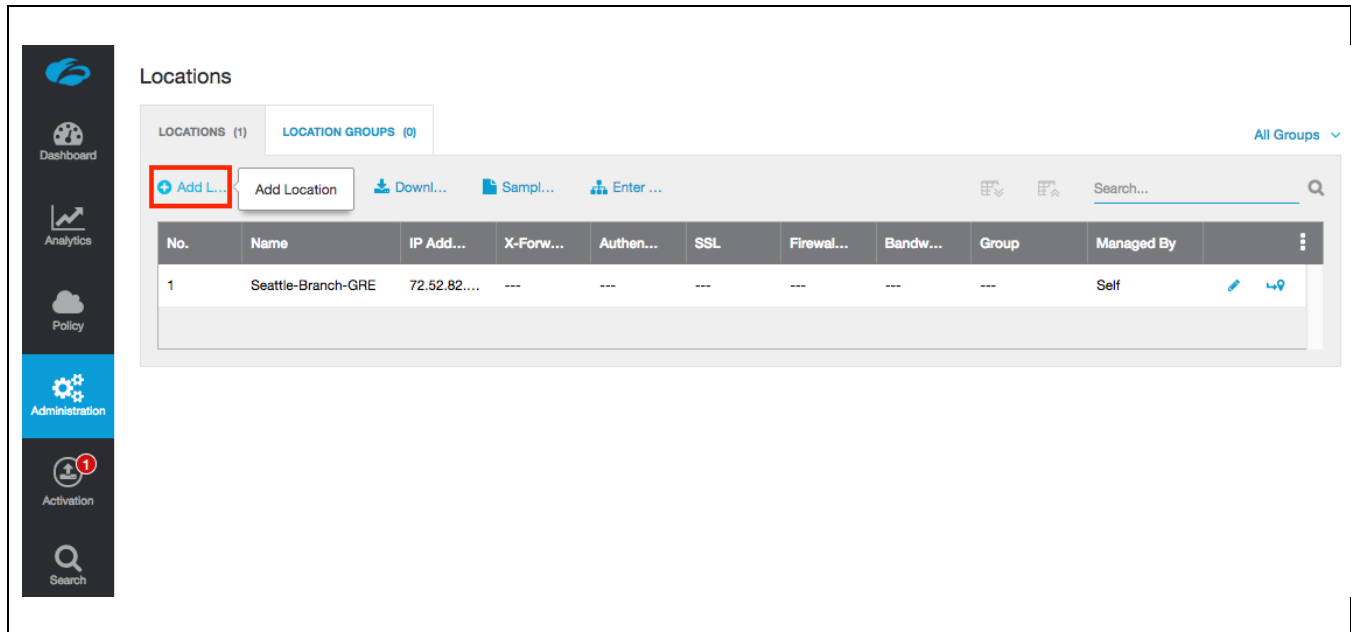 Locations
LOCATIONS (1)
LOCATION GROUPS (0)
All Groups
Add L...
Add Location
Downl...
Sampl...
Enter ...
Search...
No. Name IP Add... X-Forw... Authen... SSL Firewal... Bandw... Group Managed By
1 Seattle-Branch-GRE 72.52.82.... --- --- --- --- --- --- Self
Dashboard
Analytics
Policy
Administration
1
Activation
Search